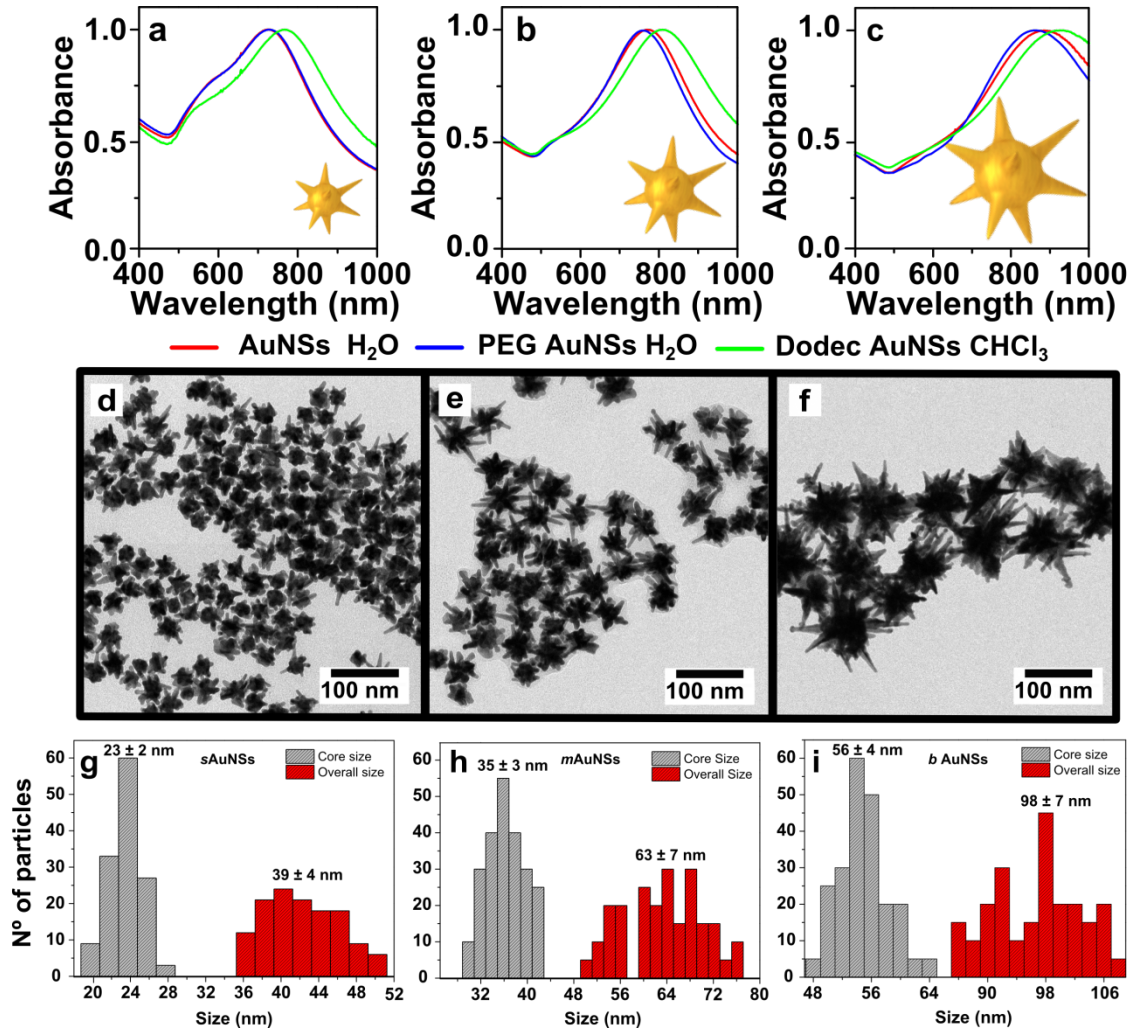 a
b
c
Absorbance
1.0
0.5
0.0
400 600 800 1000
Wavelength (nm)
Absorbance
1.0
0.5
0.0
400 600 800 1000
Wavelength (nm)
Absorbance
1.0
0.5
0.0
400 600 800 1000
Wavelength (nm)
AuNSs H₂O PEG AuNSs H₂O Dodec AuNSs CHCl₃
d
100 nm
e
100 nm
f
100 nm
g
23 ± 2 nm
sAuNSs
Core size
Overall size
39 ± 4 nm
Nº of particles
60
50
40
30
20
10
0
20 24 28 32 36 40 44 48 52
Size (nm)
h
35 ± 3 nm
mAuNSs
Core size
Overall Size
63 ± 7 nm
60
50
40
30
20
10
0
32 40 48 56 64 72 80
Size (nm)
i
56 ± 4 nm
b AuNSs
Core size
Overall size
98 ± 7 nm
60
50
40
30
20
10
0
48 56 64 90 98 106
Size (nm)